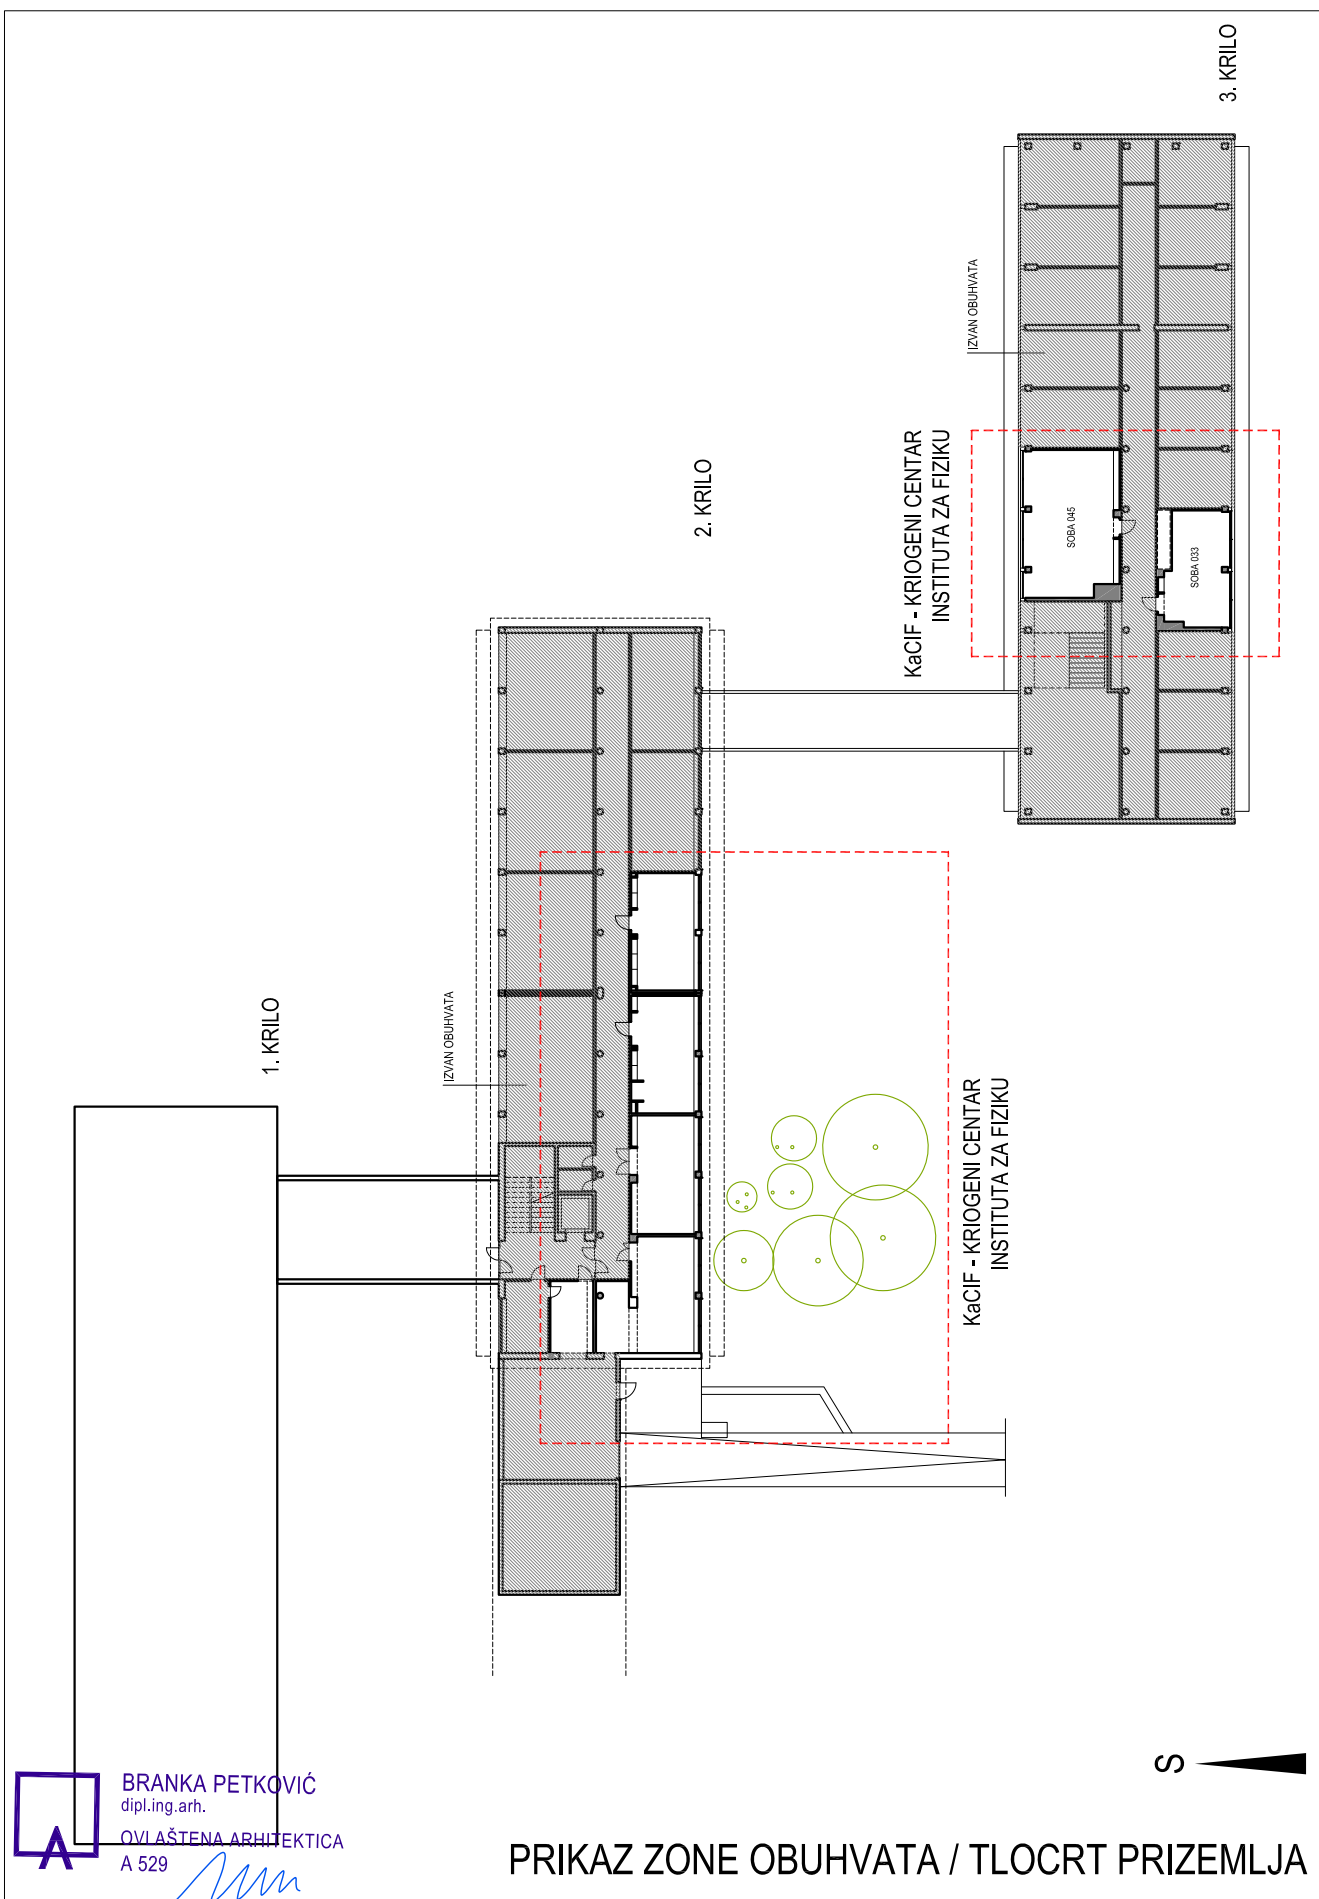 3. KRILO
IZVAN OBUHVATA
KaCIF - KRIOGENI CENTAR
INSTITUTA ZA FIZIKU
SOBA 045
SOBA 033
2. KRILO
1. KRILO
IZVAN OBUHVATA
KaCIF - KRIOGENI CENTAR
INSTITUTA ZA FIZIKU
S
BRANKA PETKOVIĆ
dipl.ing.arh.
OVLAŠTENA ARHITEKTICA
A 529
PRIKAZ ZONE OBUHVATA / TLOCRT PRIZEMLJA